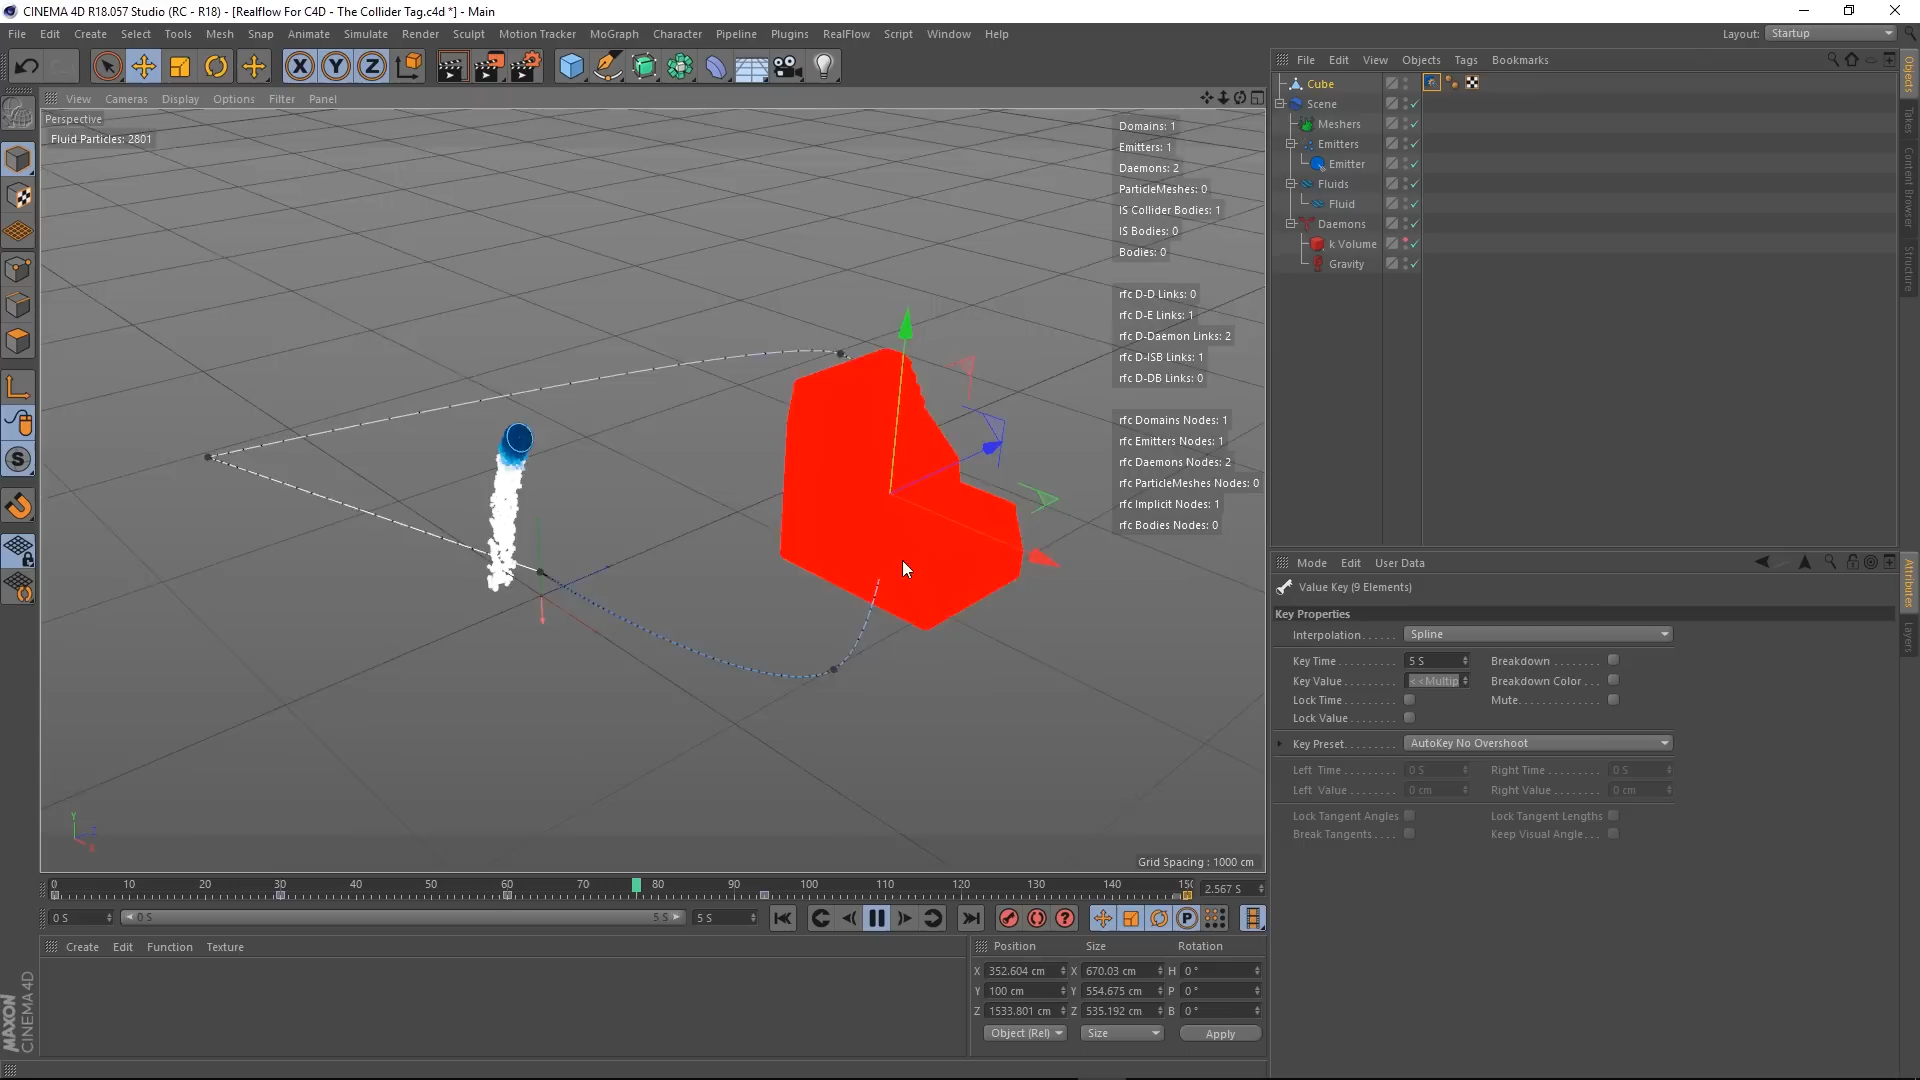 CINEMA 4D R18.057 Studio (RC - R18) - [Realflow For C4D - The Collider Tag.c4d *] - Main
File Edit Create Select Tools Mesh Snap Animate Simulate Render Sculpt Motion Tracker MoGraph Character Pipeline Plugins RealFlow Script Window Help
Layout: Startup
X Y Z
File Edit View Objects Tags Bookmarks
View Cameras Display Options Filter Panel
Perspective
Fluid Particles: 2801
Domains: 1
Emitters: 1
Daemons: 2
ParticleMeshes: 0
IS Collider Bodies: 1
IS Bodies: 0
Bodies: 0
rfc D-D Links: 0
rfc D-E Links: 1
rfc D-Daemon Links: 2
rfc D-ISB Links: 1
rfc D-DB Links: 0
rfc Domains Nodes: 1
rfc Emitters Nodes: 1
rfc Daemons Nodes: 2
rfc ParticleMeshes Nodes: 0
rfc Implicit Nodes: 1
rfc Bodies Nodes: 0
Grid Spacing : 1000 cm
Y
Z
X
Cube
Scene
Meshers
Emitters
Emitter
Fluids
Fluid
Daemons
k Volume
Gravity
Objects
Takes
Content Browser
Structure
Mode Edit User Data
Value Key (9 Elements)
Key Properties
Interpolation...... Spline
Key Time.......... 5 S Breakdown........
Key Value......... <<Multip Breakdown Color...
Lock Time........ Mute..............
Lock Value.......
Key Preset........ AutoKey No Overshoot
Left Time......... 0 S Right Time......... 0 S
Left Value........ 0 cm Right Value........ 0 cm
Lock Tangent Angles Lock Tangent Lengths
Break Tangents.... Keep Visual Angle...
Attributes
Layers
0 10 20 30 40 50 60 70 80 90 100 110 120 130 140 150 2.567 S
0 S 0 S 5 S 5 S
Create Edit Function Texture
Position Size Rotation
X 352.604 cm X 670.03 cm H 0 °
Y 100 cm Y 554.675 cm P 0 °
Z 1533.801 cm Z 535.192 cm B 0 °
Object (Rel) Size Apply
MAXON
CINEMA 4D